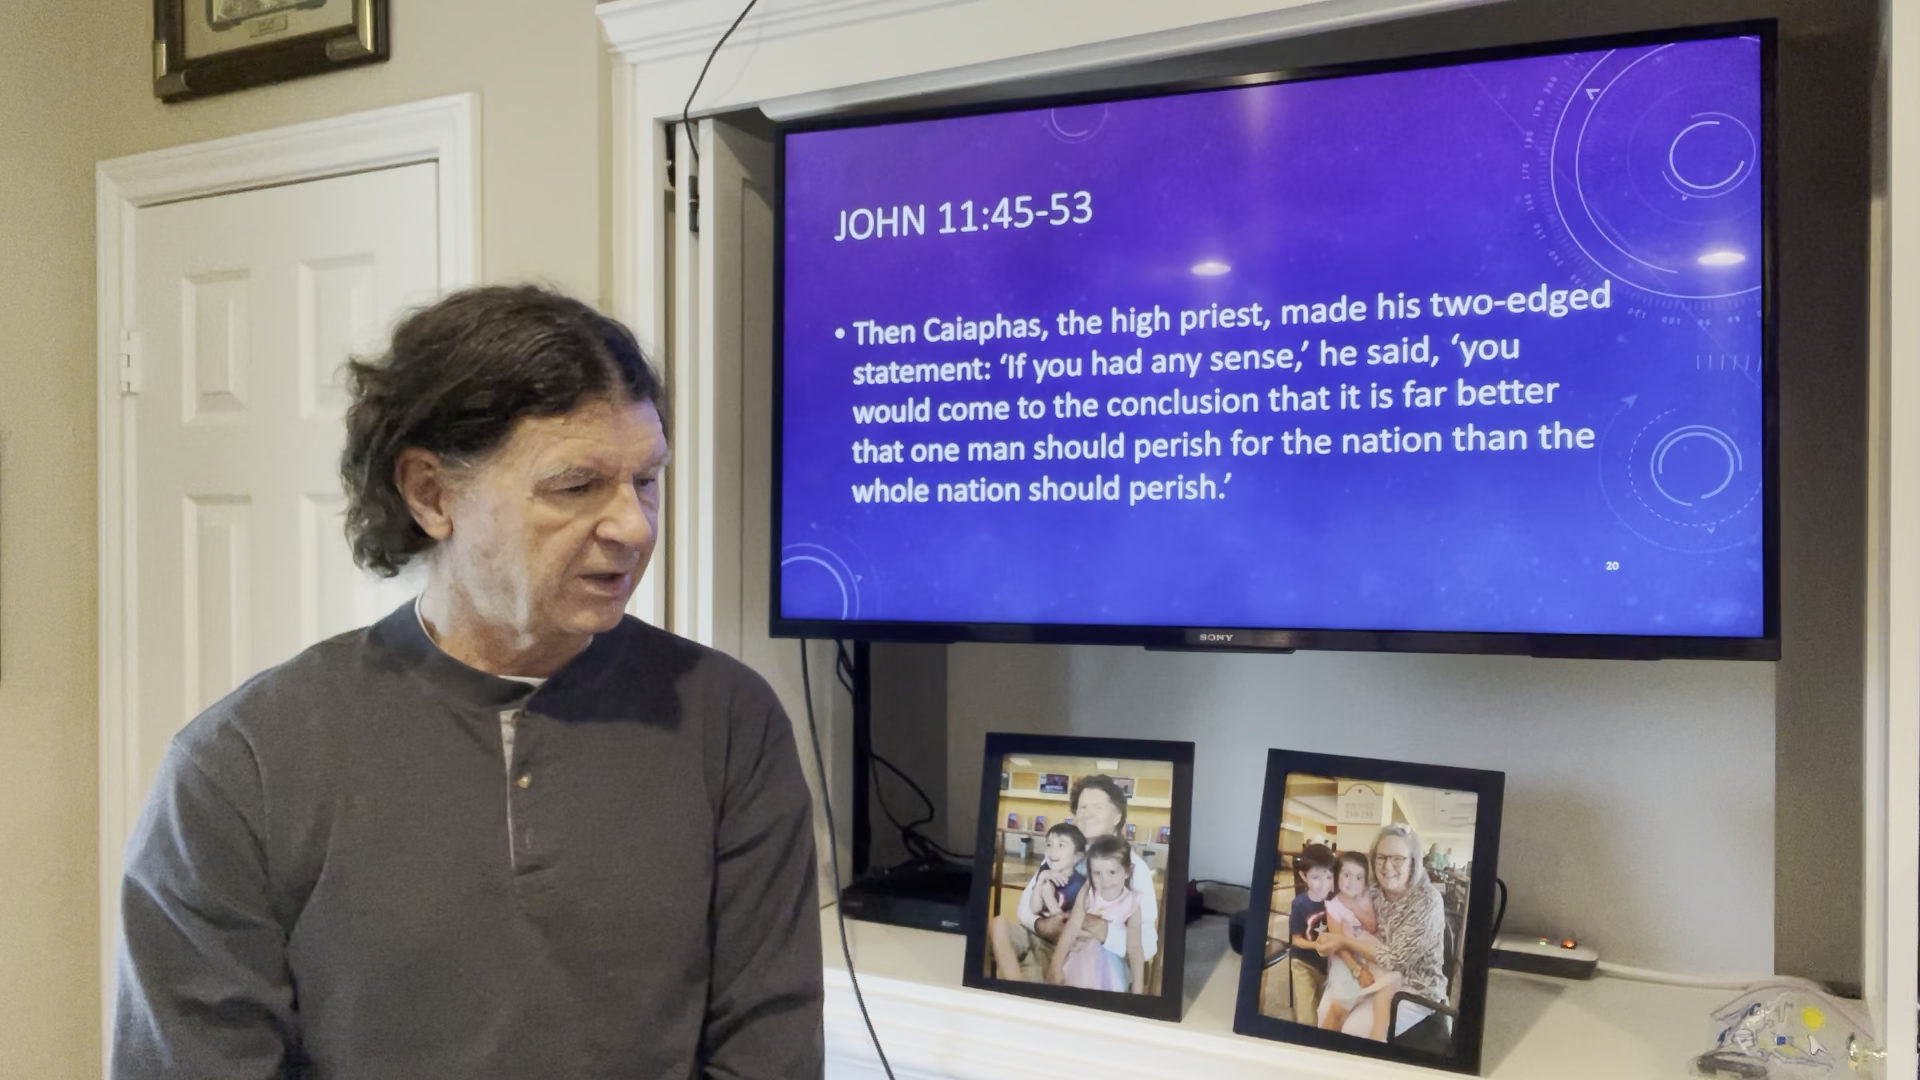 JOHN 11:45-53
• Then Caiaphas, the high priest, made his two-edged
statement: ‘If you had any sense,’ he said, ‘you
would come to the conclusion that it is far better
that one man should perish for the nation than the
whole nation should perish.’
20
SONY